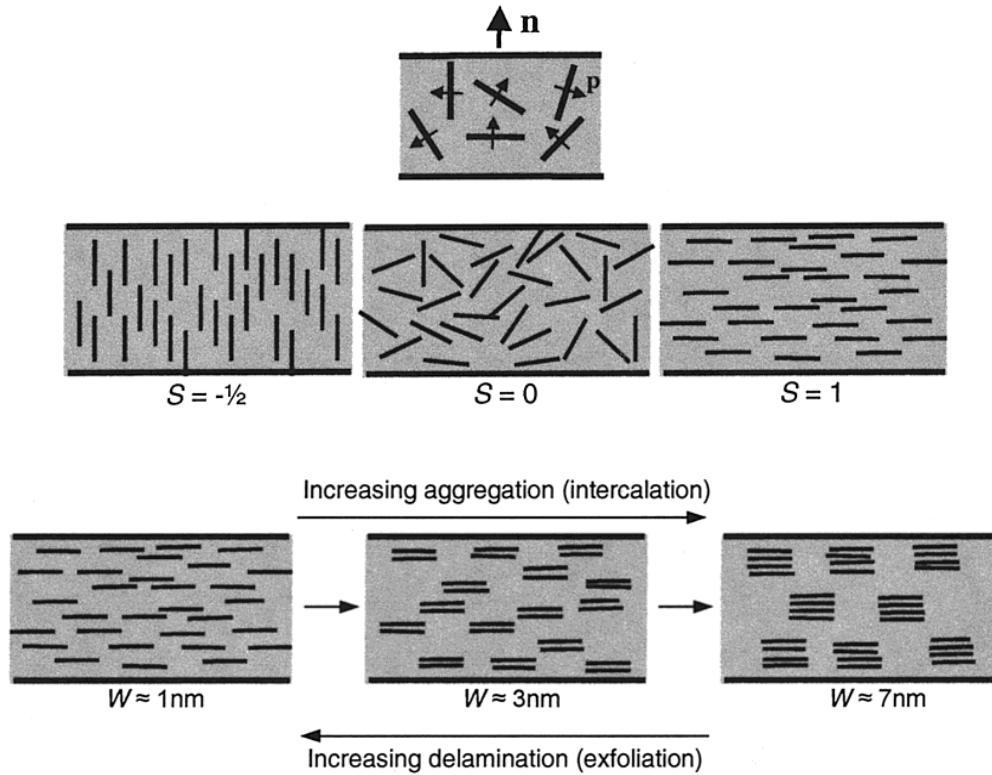 n
p
S = -½
S = 0
S = 1
Increasing aggregation (intercalation)
W ≈ 1nm
W ≈ 3nm
W ≈ 7nm
Increasing delamination (exfoliation)